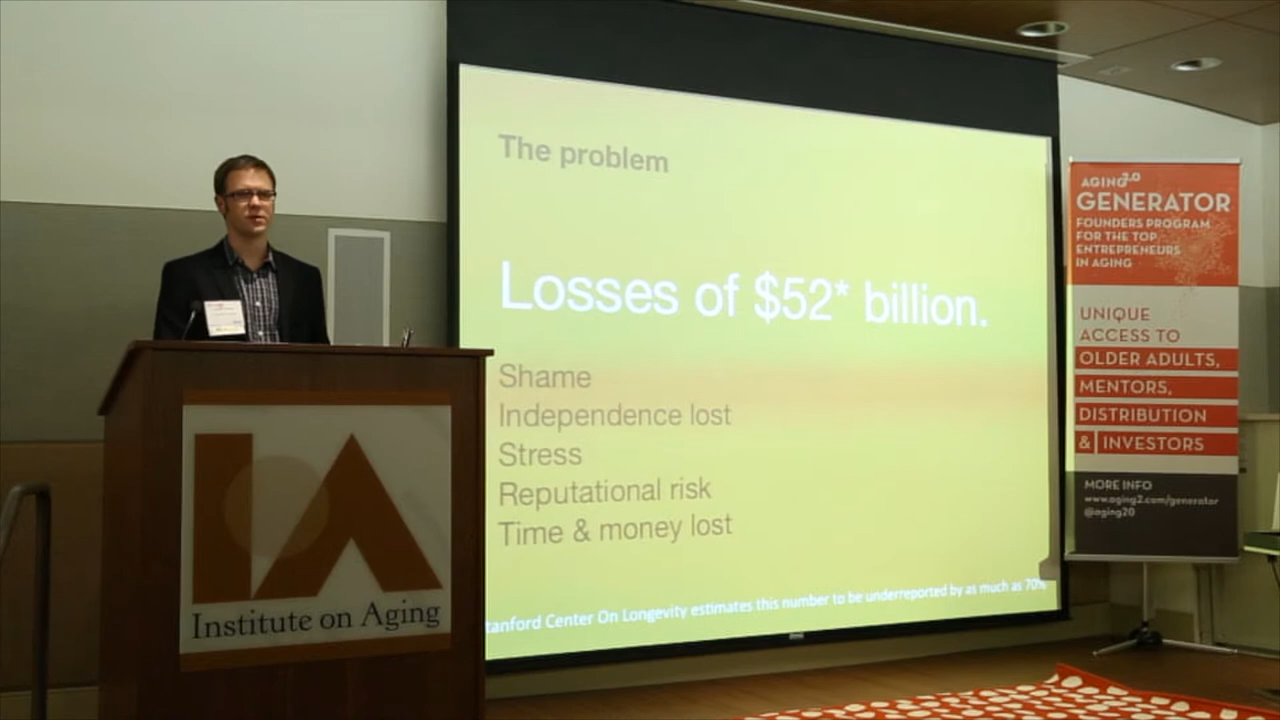 The problem
Losses of $52* billion.
Shame
Independence lost
Stress
Reputational risk
Time & money lost
tanford Center On Longevity estimates this number to be underreported by as much as 70%
IA
Institute on Aging
AGING2.0
GENERATOR
FOUNDERS PROGRAM
FOR THE TOP
ENTREPRENEURS
IN AGING
UNIQUE
ACCESS TO
OLDER ADULTS,
MENTORS,
DISTRIBUTION
& INVESTORS
MORE INFO
www.aging2.com/generator
@aging20